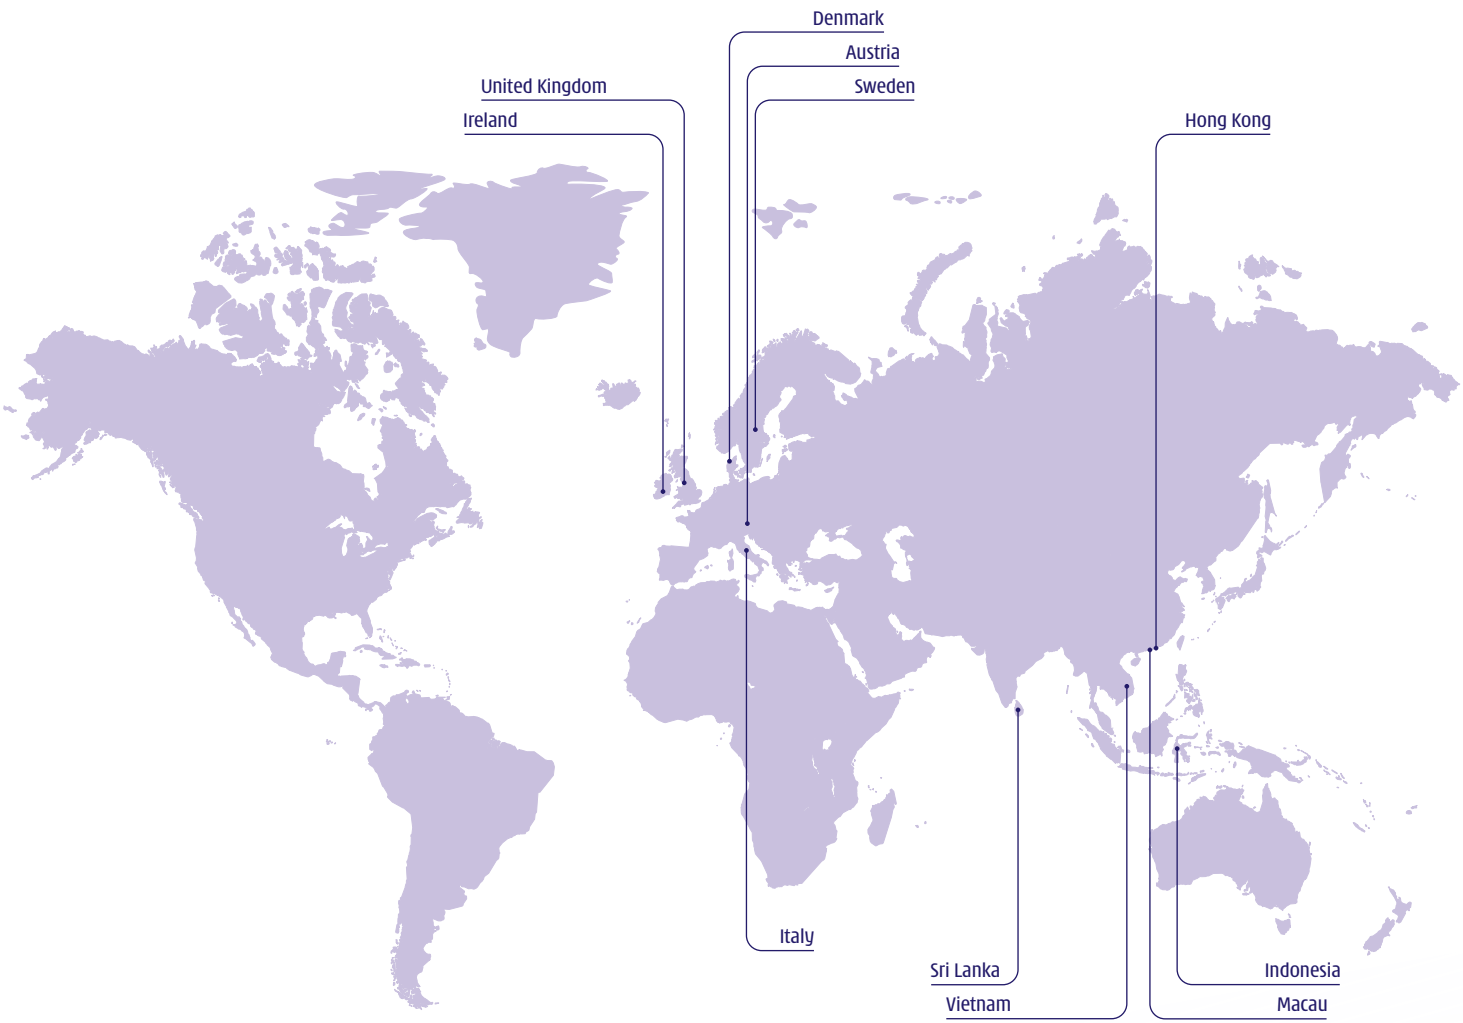 Denmark
Austria
United Kingdom
Sweden
Ireland
Hong Kong
Italy
Sri Lanka
Indonesia
Vietnam
Macau